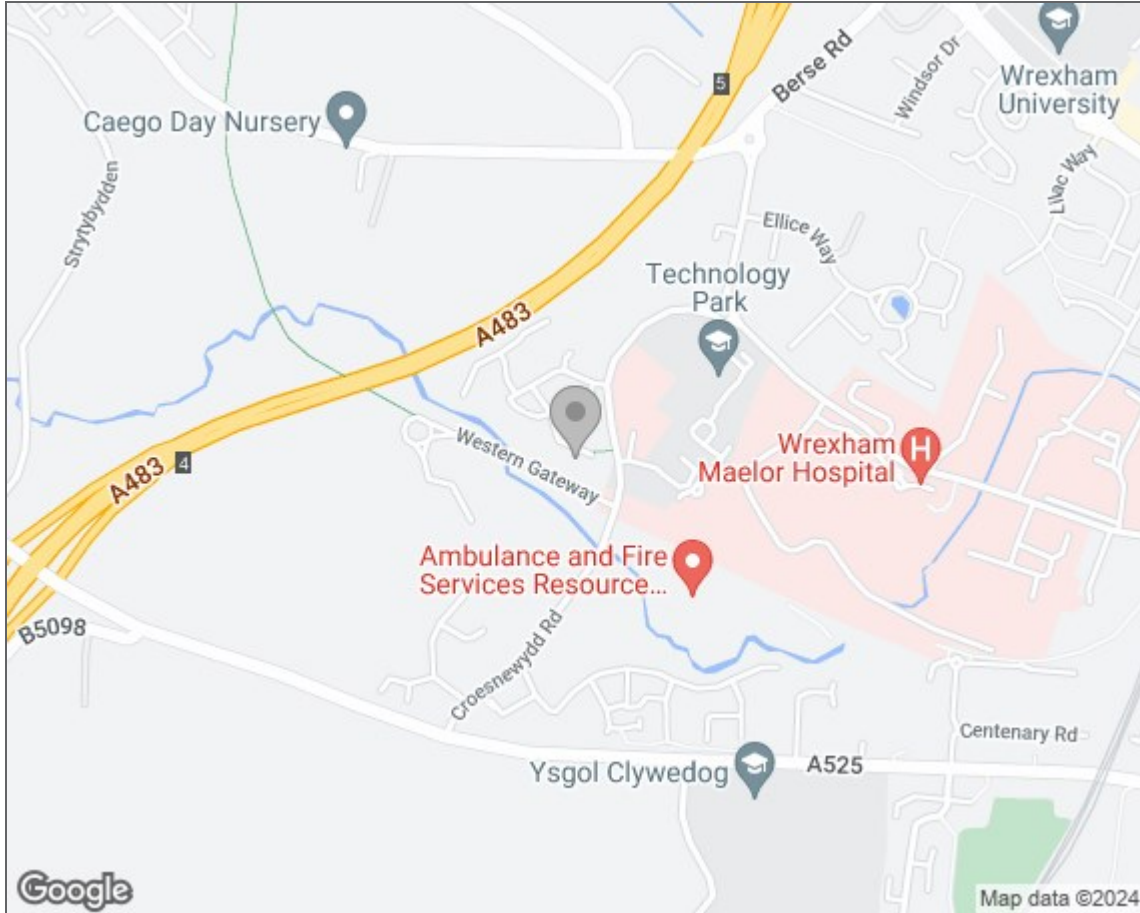 5
Berse Rd
Windsor Dr
Wrexham
University
Caego Day Nursery
Strytybydden
Lilac Way
Ellice Way
Technology
Park
A483
Western Gateway
Wrexham
Maelor Hospital
H
A483
4
Ambulance and Fire
Services Resource...
B5098
Croesnewydd Rd
Centenary Rd
Ysgol Clywedog
A525
Google
Map data ©2024